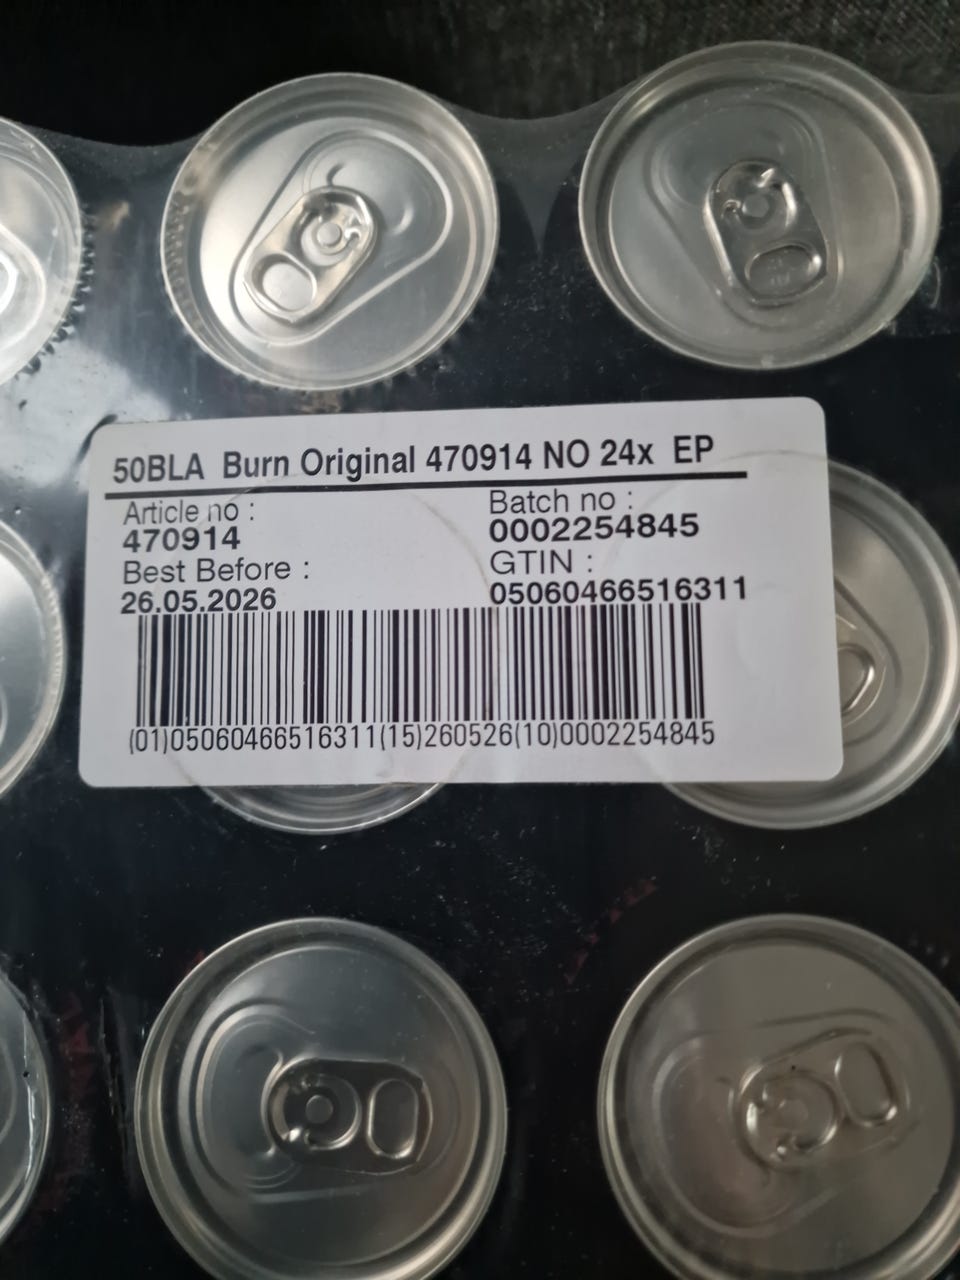 50BLA Burn Original 470914 NO 24x EP
Article no :
470914
Batch no :
0002254845
Best Before :
26.05.2026
GTIN :
05060466516311
(01)05060466516311(15)260526(10)0002254845